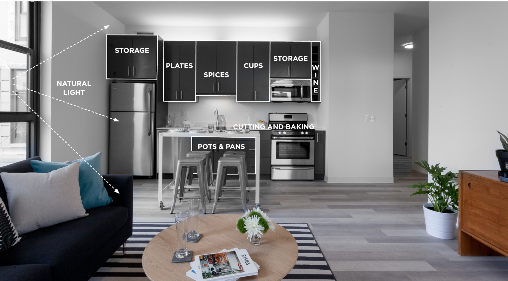 STORAGE
PLATES
SPICES
CUPS
STORAGE
WINE
NATURAL
LIGHT
CUTTING AND BAKING
POTS & PANS